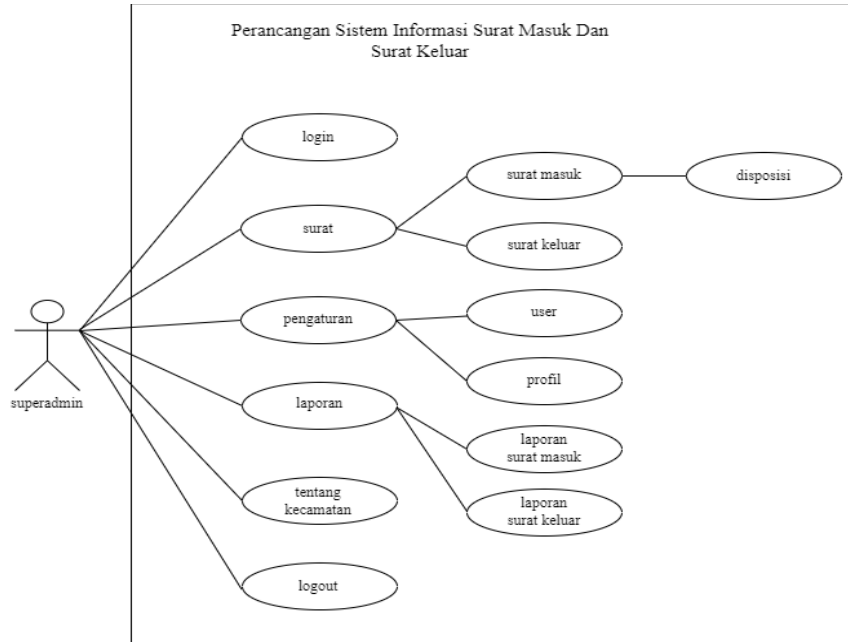 Perancangan Sistem Informasi Surat Masuk Dan
Surat Keluar
login
surat masuk
disposisi
surat
surat keluar
user
pengaturan
profil
superadmin
laporan
laporan
surat masuk
tentang
kecamatan
laporan
surat keluar
logout